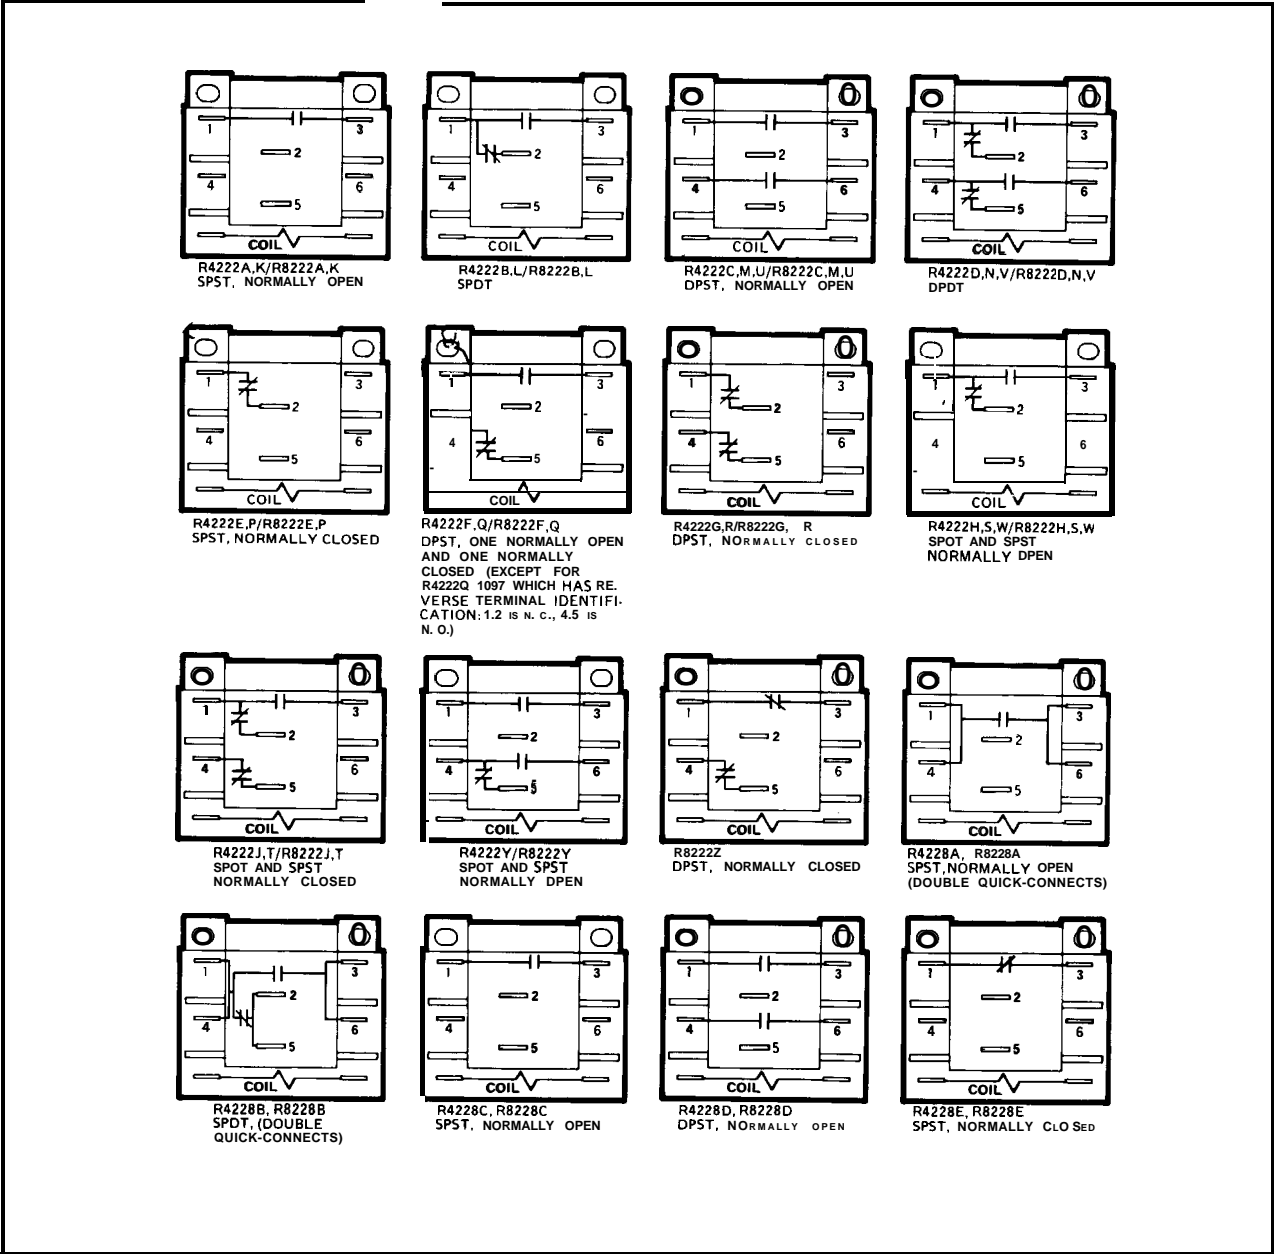 1 3
2
4 6
5
COIL
R4222A,K/R8222A,K
SPST, NORMALLY OPEN
1 3
2
4 6
5
COIL
R4222B,L/R8222B,L
SPDT
1 3
2
4 6
5
COIL
R4222C,M,U/R8222C,M,U
DPST, NORMALLY OPEN
1 3
2
4 6
5
COIL
R4222D,N,V/R8222D,N,V
DPDT
1 3
2
4 6
5
COIL
R4222E,P/R8222E,P
SPST, NORMALLY CLOSED
1 3
2
4 6
5
COIL
R4222F,Q/R8222F,Q
DPST, ONE NORMALLY OPEN
AND ONE NORMALLY
CLOSED (EXCEPT FOR
R4222Q 1097 WHICH HAS RE.
VERSE TERMINAL IDENTIFI-
CATION: 1.2 IS N. C., 4.5 IS
N. O.)
1 3
2
4 6
5
COIL
R4222G,R/R8222G, R
DPST, NORMALLY CLOSED
1 3
2
4 6
5
COIL
R4222H,S,W/R8222H,S,W
SPOT AND SPST
NORMALLY DPEN
1 3
2
4 6
5
COIL
R4222J,T/R8222J,T
SPOT AND SPST
NORMALLY CLOSED
1 3
2
4 6
5
COIL
R4222Y/R8222Y
SPOT AND SPST
NORMALLY DPEN
1 3
2
4 6
5
COIL
R8222Z
DPST, NORMALLY CLOSED
1 3
2
4 6
5
COIL
R4228A, R8228A
SPST, NORMALLY OPEN
(DOUBLE QUICK-CONNECTS)
1 3
2
4 6
5
COIL
R4228B, R8228B
SPDT, (DOUBLE
QUICK-CONNECTS)
1 3
2
4 6
5
COIL
R4228C, R8228C
SPST, NORMALLY OPEN
1 3
2
4 6
5
COIL
R4228D, R8228D
DPST, NORMALLY OPEN
1 3
2
4 6
5
COIL
R4228E, R8228E
SPST, NORMALLY CLOSED